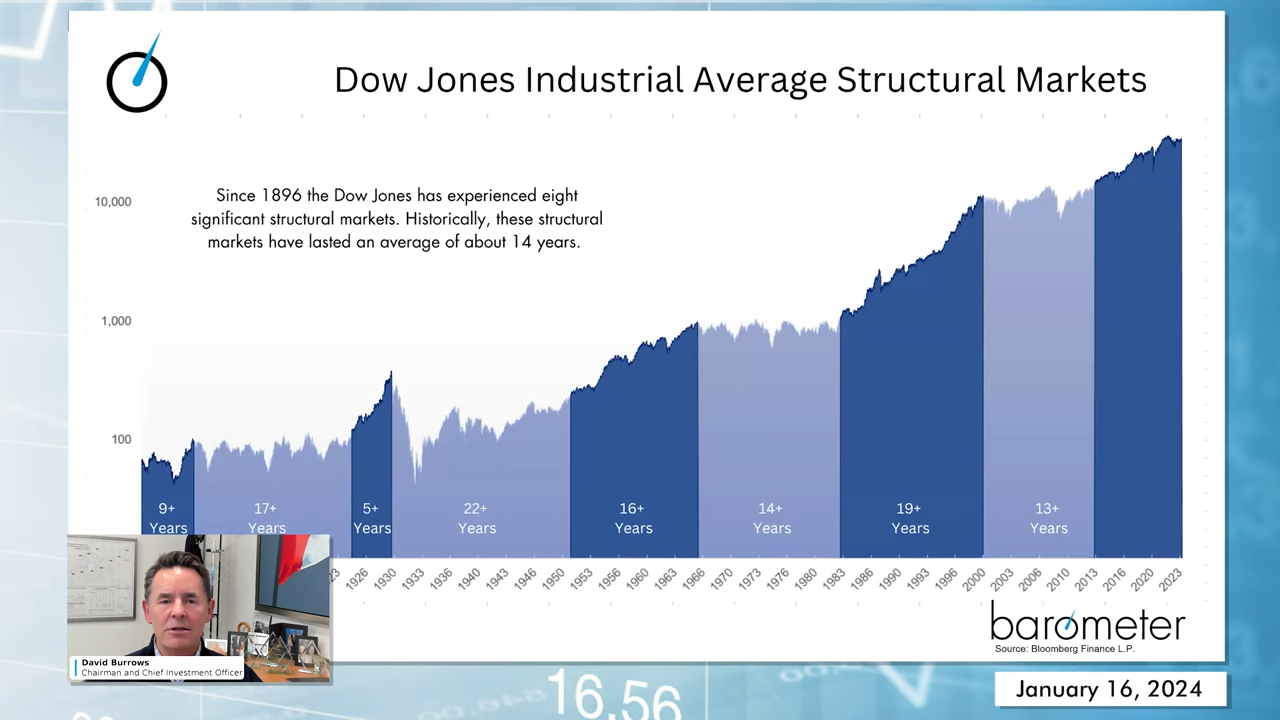 Dow Jones Industrial Average Structural Markets
Since 1896 the Dow Jones has experienced eight
significant structural markets. Historically, these structural
markets have lasted an average of about 14 years.
10,000
1,000
100
9+
Years
17+
Years
5+
Years
22+
Years
16+
Years
14+
Years
19+
Years
13+
Years
23 1926 1930 1933 1936 1940 1943 1946 1950 1953 1956 1960 1963 1966 1970 1973 1976 1980 1983 1986 1990 1993 1996 2000 2003 2006 2010 2013 2016 2020 2023
barometer
Source: Bloomberg Finance L.P.
David Burrows
Chairman and Chief Investment Officer
January 16, 2024
16,56